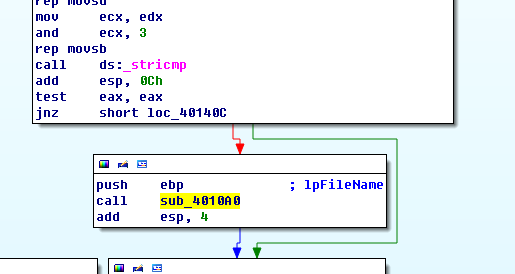 rep movsd
mov ecx, edx
and ecx, 3
rep movsb
call ds:_stricmp
add esp, 0Ch
test eax, eax
jnz short loc_40140C
push ebp ; lpFileName
call sub_4010A0
add esp, 4